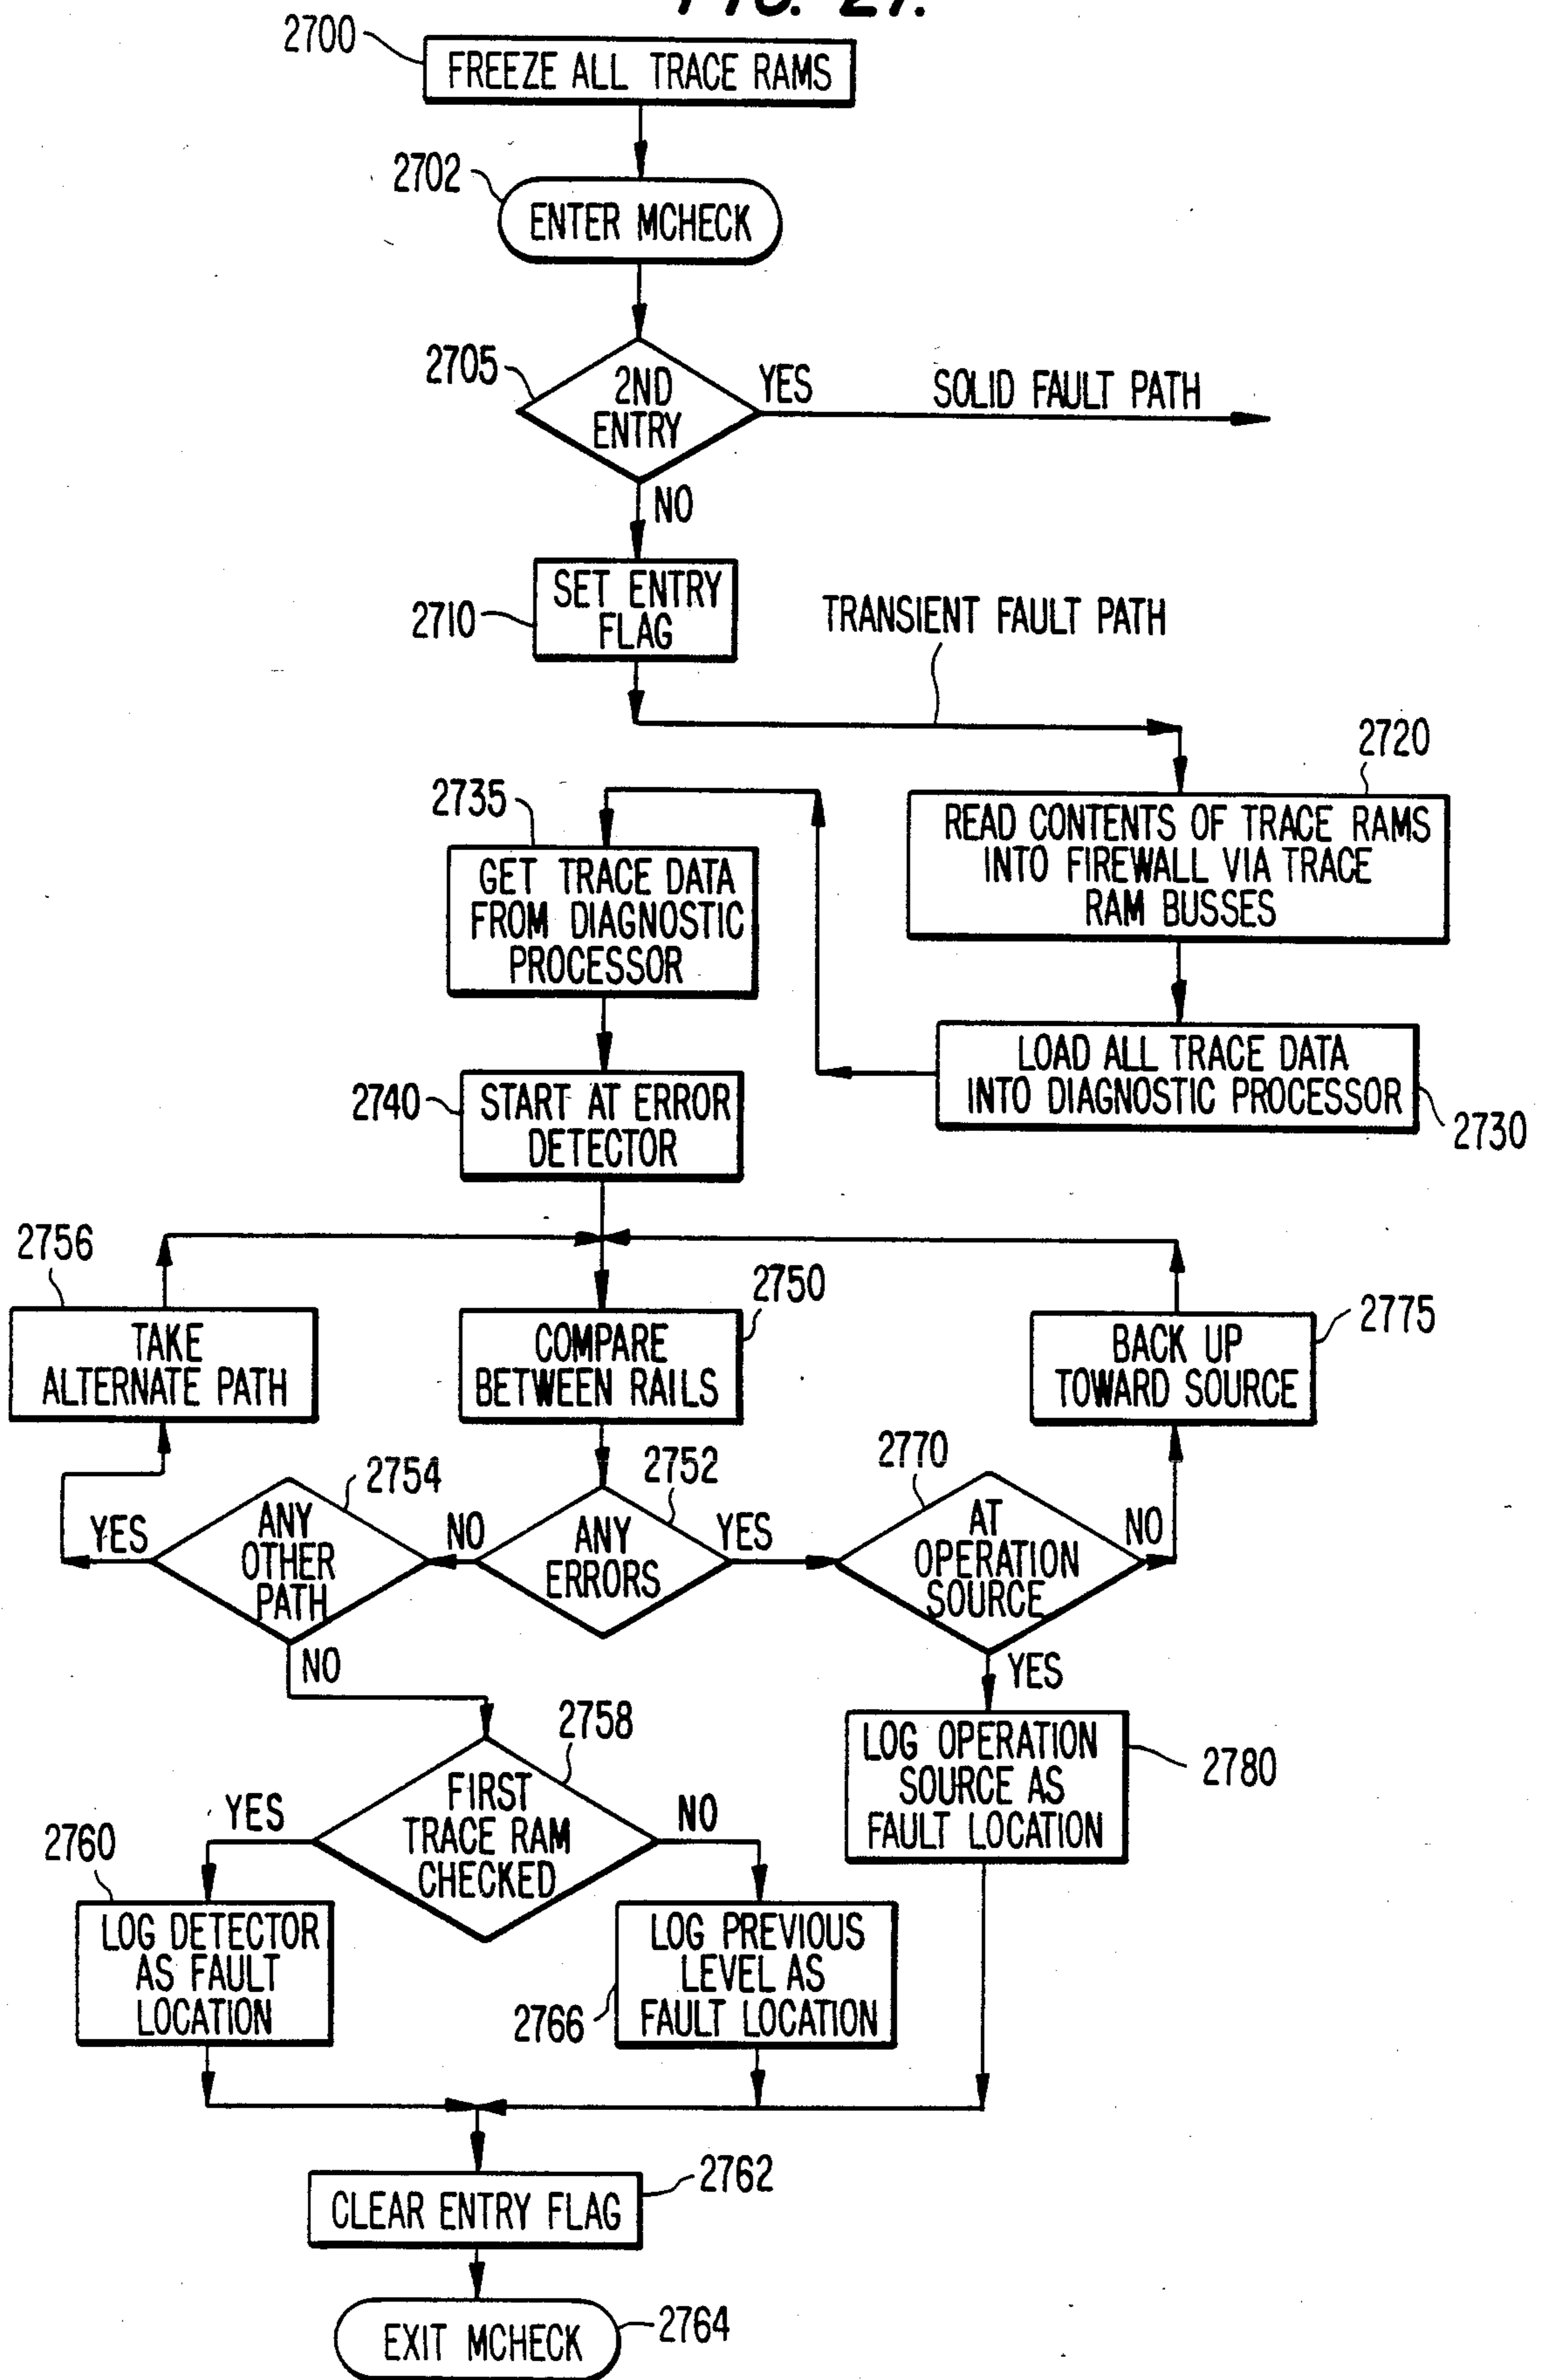 FIG. 27.
2700
FREEZE ALL TRACE RAMS
2702
ENTER MCHECK
2705
2ND
ENTRY
YES
SOLID FAULT PATH
NO
2710
SET ENTRY
FLAG
TRANSIENT FAULT PATH
2720
READ CONTENTS OF TRACE RAMS
INTO FIREWALL VIA TRACE
RAM BUSSES
2735
GET TRACE DATA
FROM DIAGNOSTIC
PROCESSOR
LOAD ALL TRACE DATA
INTO DIAGNOSTIC PROCESSOR
2730
2740
START AT ERROR
DETECTOR
2756
TAKE
ALTERNATE PATH
2750
COMPARE
BETWEEN RAILS
2775
BACK UP
TOWARD SOURCE
2754
ANY
OTHER
PATH
YES
NO
2752
ANY
ERRORS
YES
2770
AT
OPERATION
SOURCE
NO
NO
YES
2758
FIRST
TRACE RAM
CHECKED
YES
NO
LOG OPERATION
SOURCE AS
FAULT LOCATION
2780
2760
LOG DETECTOR
AS FAULT
LOCATION
LOG PREVIOUS
LEVEL AS
FAULT LOCATION
2766
2762
CLEAR ENTRY FLAG
EXIT MCHECK
2764